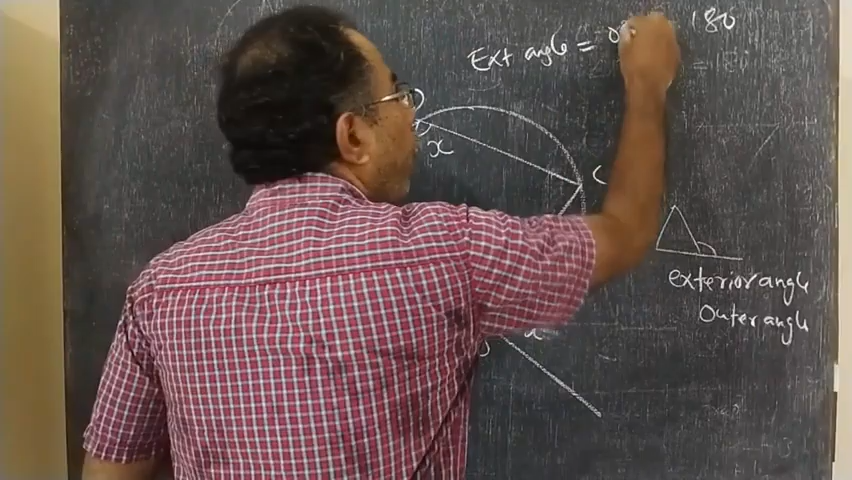 Ext angle =
180
x
C
exterior angle
Outer angle